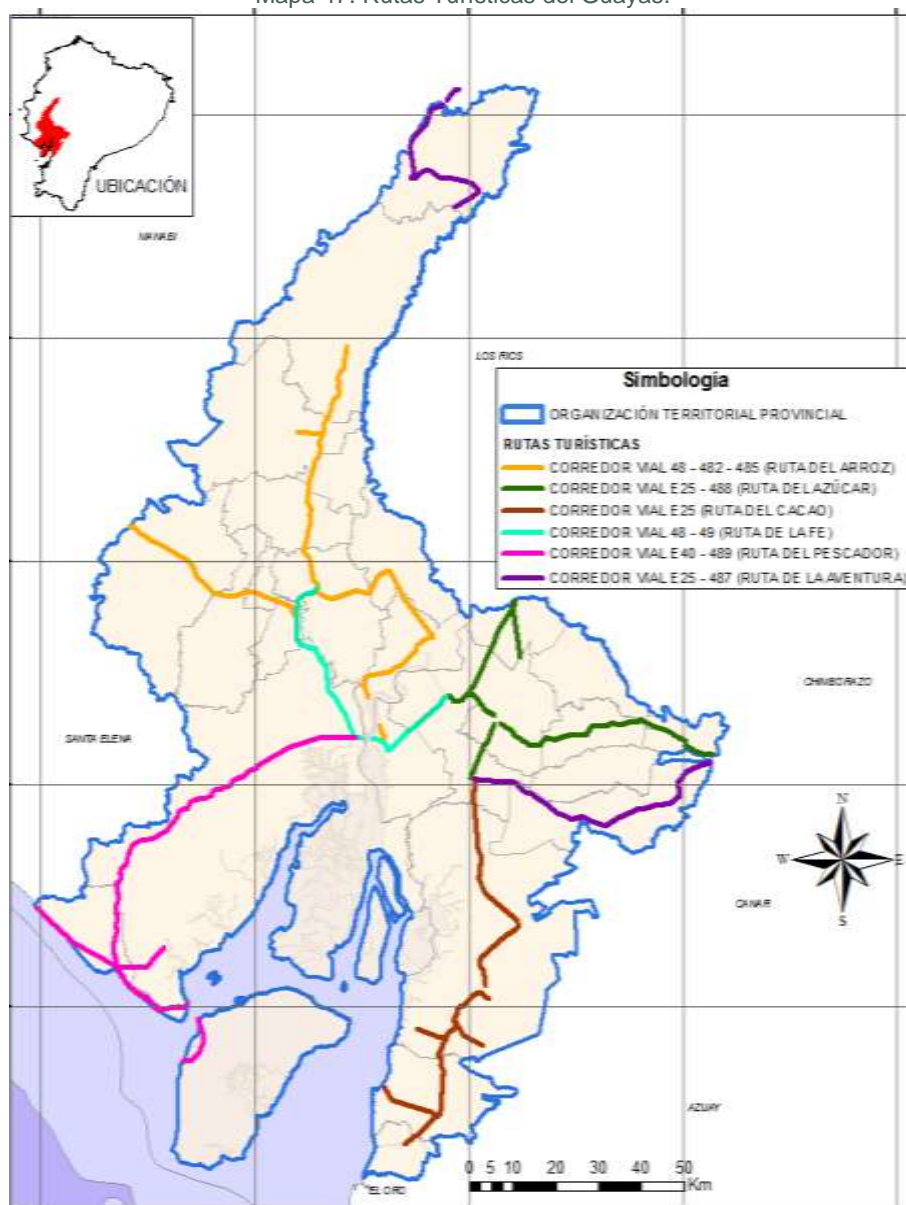 Mapa 47. Rutas Turísticas del Guayas.
UBICACIÓN
MANABI
LOS RIOS
Simbología
ORGANIZACIÓN TERRITORIAL PROVINCIAL
RUTAS TURÍSTICAS
CORREDOR VIAL 48 - 482 - 485 (RUTA DEL ARROZ)
CORREDOR VIAL E25 - 488 (RUTA DEL AZÚCAR)
CORREDOR VIAL E25 (RUTA DEL CACAO)
CORREDOR VIAL 48 - 49 (RUTA DE LA FE)
CORREDOR VIAL E40 - 489 (RUTA DEL PESCADOR)
CORREDOR VIAL E25 - 487 (RUTA DE LA AVENTURA)
CHIMBORAZO
SANTA ELENA
N
W
E
S
CANAR
AZUAY
EL ORO
0 5 10 20 30 40 50
Km